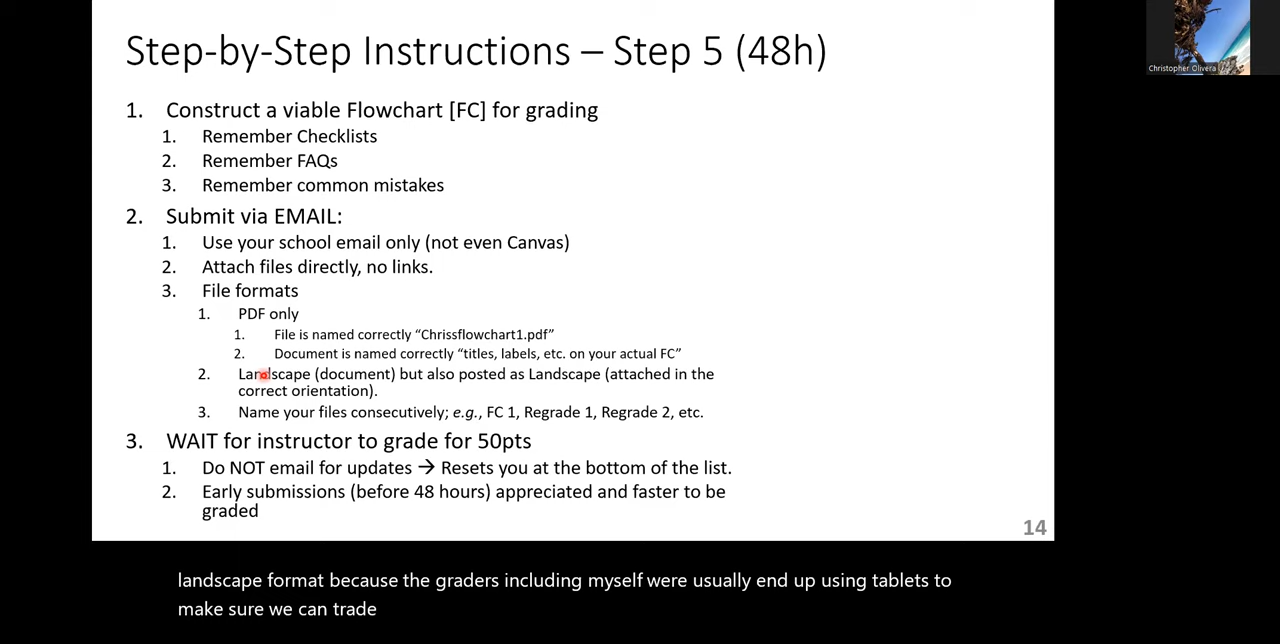 Step-by-Step Instructions – Step 5 (48h)
Christopher Olivera
1. Construct a viable Flowchart [FC] for grading
1. Remember Checklists
2. Remember FAQs
3. Remember common mistakes
2. Submit via EMAIL:
1. Use your school email only (not even Canvas)
2. Attach files directly, no links.
3. File formats
1. PDF only
1. File is named correctly “Chrissflowchart1.pdf”
2. Document is named correctly “titles, labels, etc. on your actual FC”
2. Landscape (document) but also posted as Landscape (attached in the
correct orientation).
3. Name your files consecutively; e.g., FC 1, Regrade 1, Regrade 2, etc.
3. WAIT for instructor to grade for 50pts
1. Do NOT email for updates → Resets you at the bottom of the list.
2. Early submissions (before 48 hours) appreciated and faster to be
graded
14
landscape format because the graders including myself were usually end up using tablets to
make sure we can trade